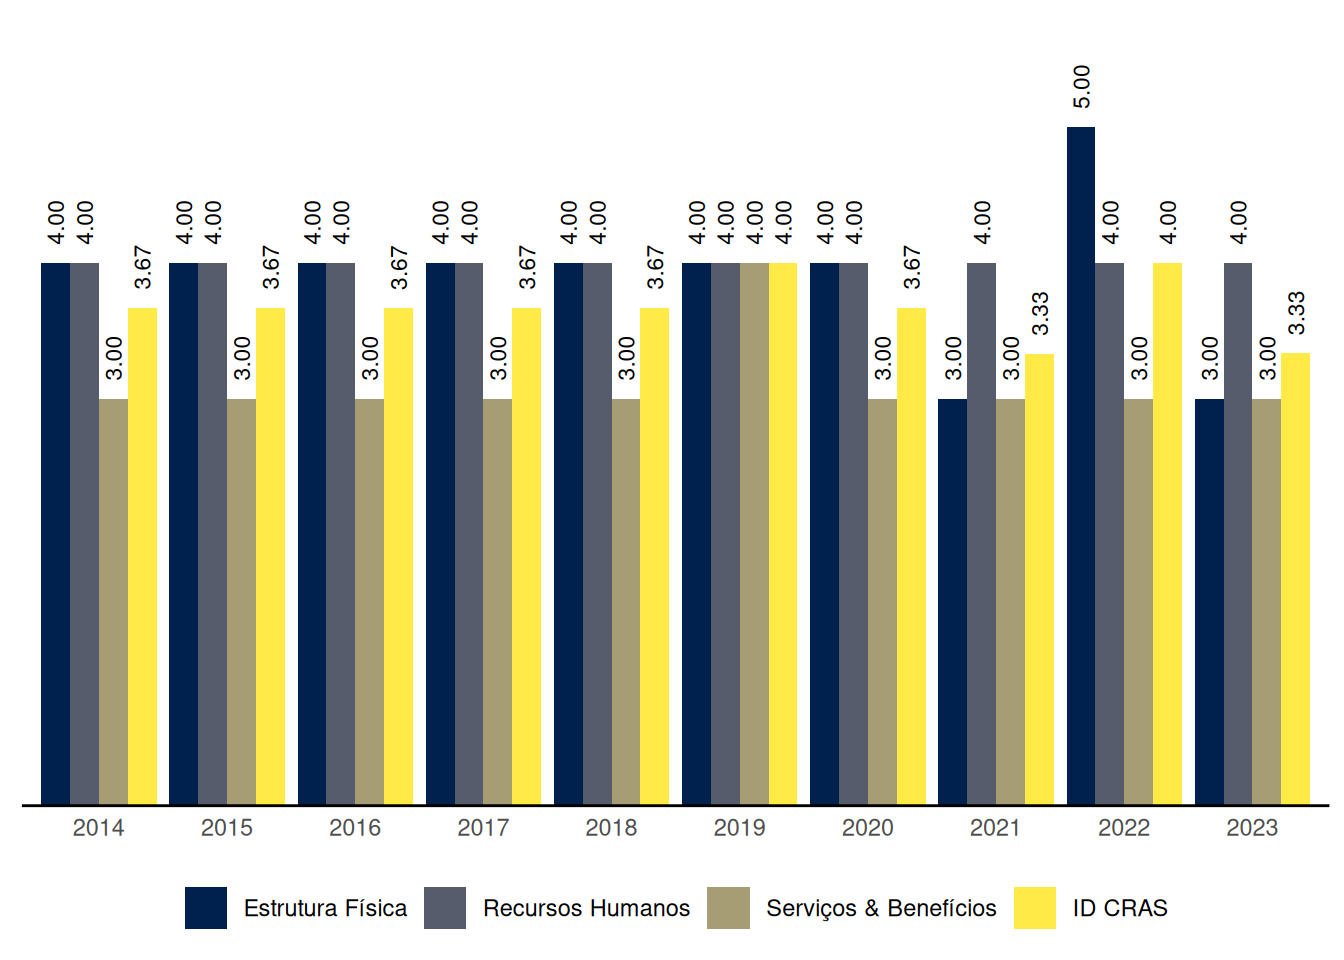 5.00
4.00 4.00 4.00 4.00 4.00 4.00 4.00 4.00 4.00 4.00 4.00 4.00 4.00 4.00 4.00 4.00 4.00 4.00 4.00 4.00
3.67 3.67 3.67 3.67 3.67 3.67
3.33 3.33
3.00 3.00 3.00 3.00 3.00 3.00 3.00 3.00 3.00 3.00 3.00
2014 2015 2016 2017 2018 2019 2020 2021 2022 2023
Estrutura Física Recursos Humanos Serviços & Benefícios ID CRAS